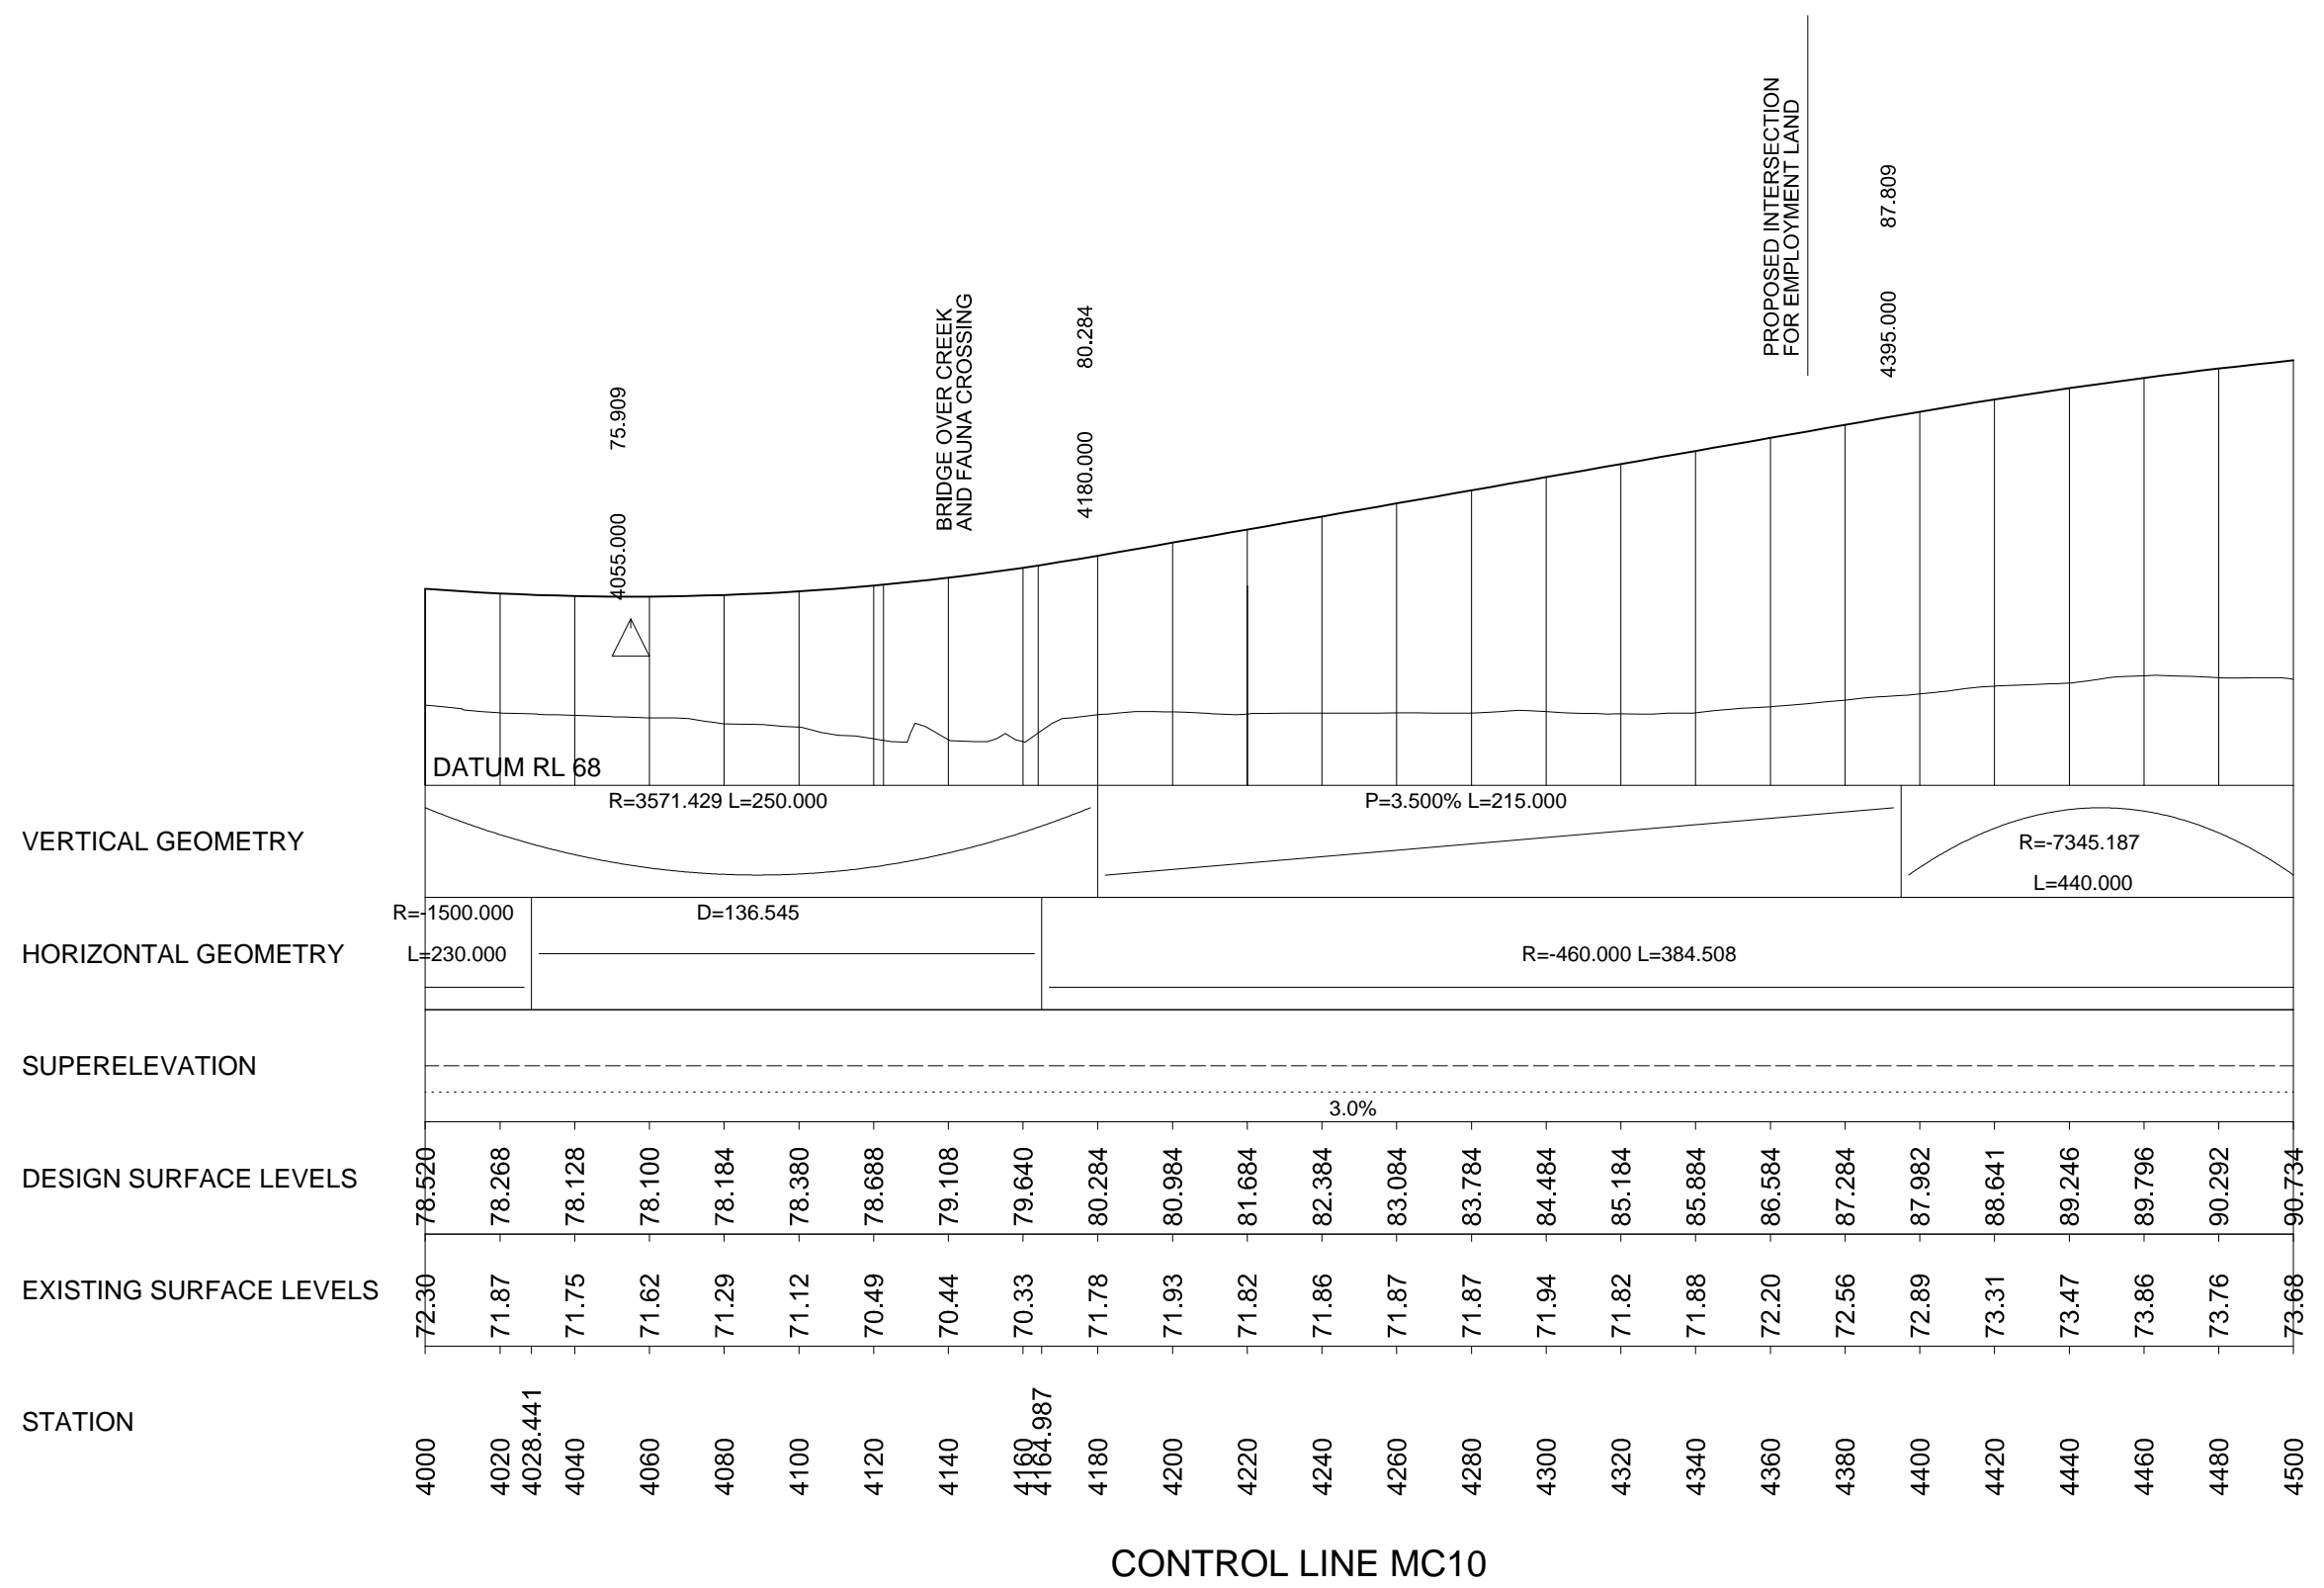 PROPOSED INTERSECTION
FOR EMPLOYMENT LAND
4395.000 87.809
BRIDGE OVER CREEK
AND FAUNA CROSSING
4180.000 80.284
4055.000 75.909
DATUM RL 68
VERTICAL GEOMETRY
R=3571.429 L=250.000
P=3.500% L=215.000
R=-7345.187
L=440.000
HORIZONTAL GEOMETRY
R=-1500.000
L=230.000
D=136.545
R=-460.000 L=384.508
SUPERELEVATION
3.0%
DESIGN SURFACE LEVELS
78.520 78.268 78.128 78.100 78.184 78.380 78.688 79.108 79.640 80.284 80.984 81.684 82.384 83.084 83.784 84.484 85.184 85.884 86.584 87.284 87.982 88.641 89.246 89.796 90.292 90.734
EXISTING SURFACE LEVELS
72.30 71.87 71.75 71.62 71.29 71.12 70.49 70.44 70.33 71.78 71.93 71.82 71.86 71.87 71.87 71.94 71.82 71.88 72.20 72.56 72.89 73.31 73.47 73.86 73.76 73.68
STATION
4000 4020 4028.441 4040 4060 4080 4100 4120 4140 4160 4164.987 4180 4200 4220 4240 4260 4280 4300 4320 4340 4360 4380 4400 4420 4440 4460 4480 4500
CONTROL LINE MC10